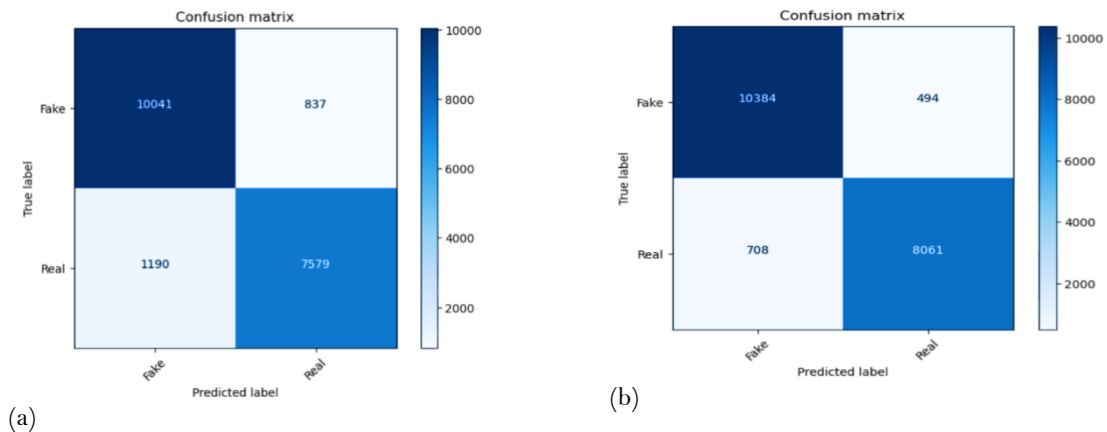 Confusion matrix
10000
8000
6000
4000
2000
Fake
Real
True label
10041 837
1190 7579
Fake Real
Predicted label
(a)
Confusion matrix
10000
8000
6000
4000
2000
Fake
Real
True label
10384 494
708 8061
Fake Real
Predicted label
(b)